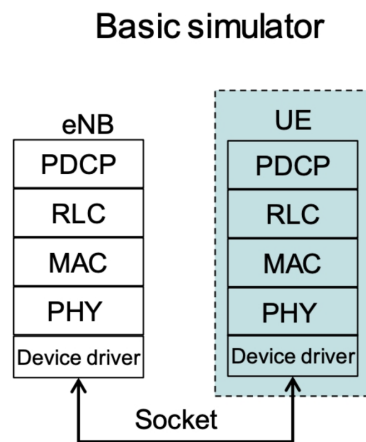 Basic simulator
eNB
PDCP
RLC
MAC
PHY
Device driver
UE
PDCP
RLC
MAC
PHY
Device driver
Socket